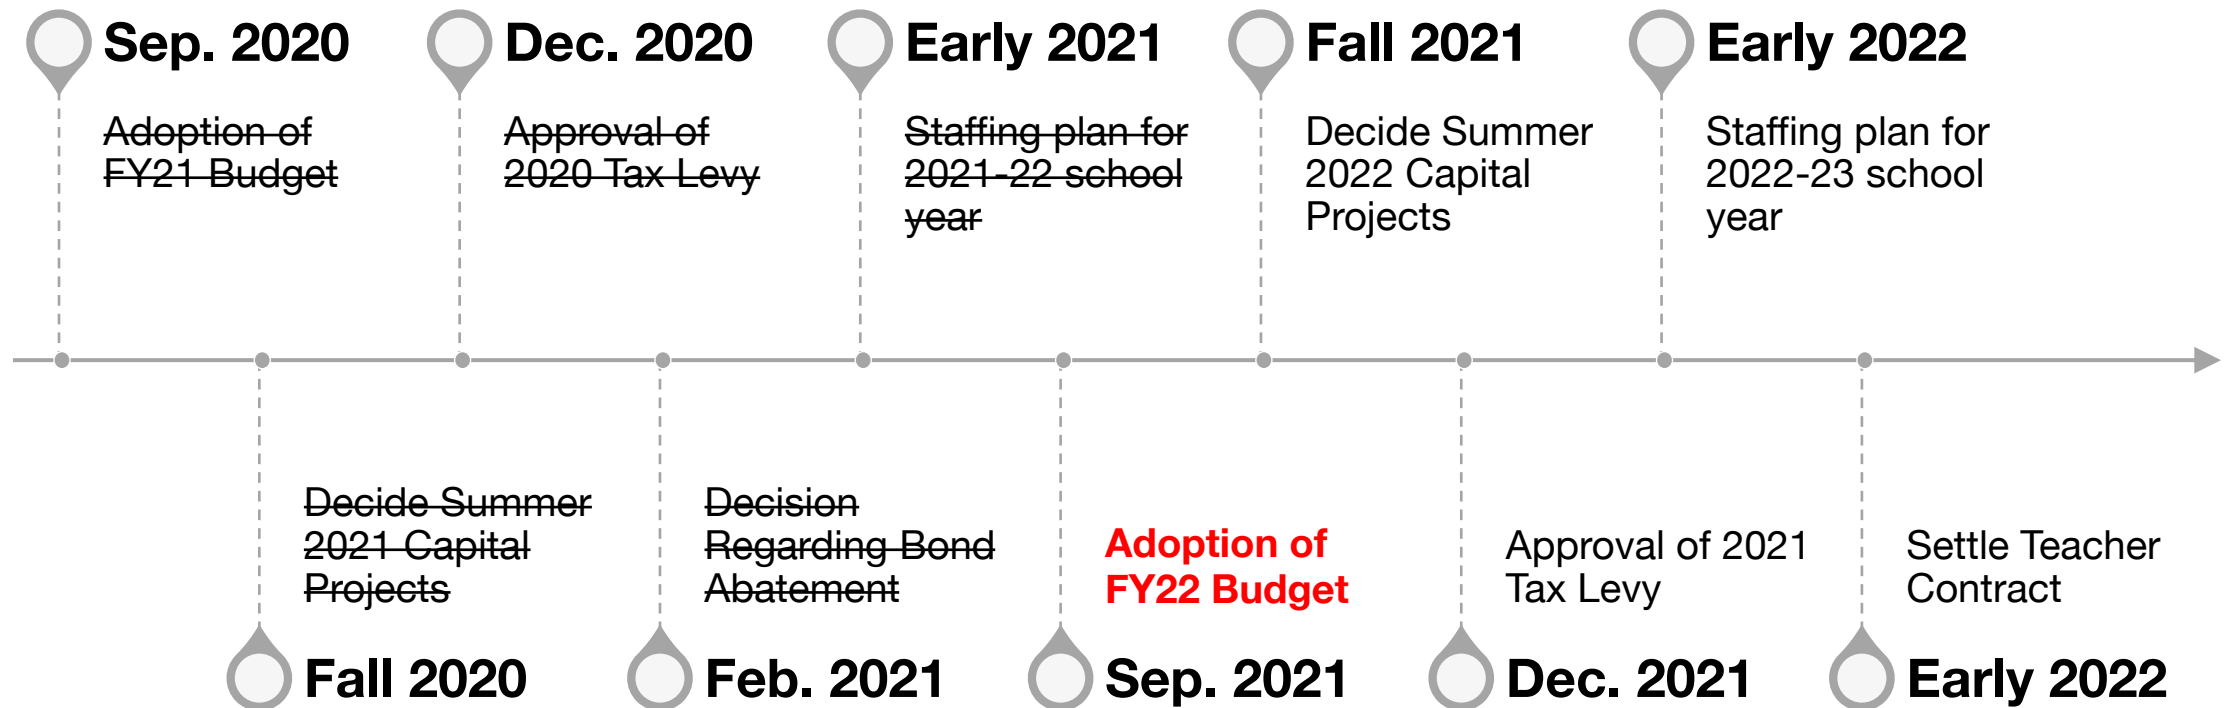 Sep. 2020
Adoption of
FY21 Budget
Dec. 2020
Approval of
2020 Tax Levy
Early 2021
Staffing plan for
2021-22 school
year
Fall 2021
Decide Summer
2022 Capital
Projects
Early 2022
Staffing plan for
2022-23 school
year
Decide Summer
2021 Capital
Projects
Fall 2020
Decision
Regarding Bond
Abatement
Feb. 2021
Adoption of
FY22 Budget
Sep. 2021
Approval of 2021
Tax Levy
Dec. 2021
Settle Teacher
Contract
Early 2022